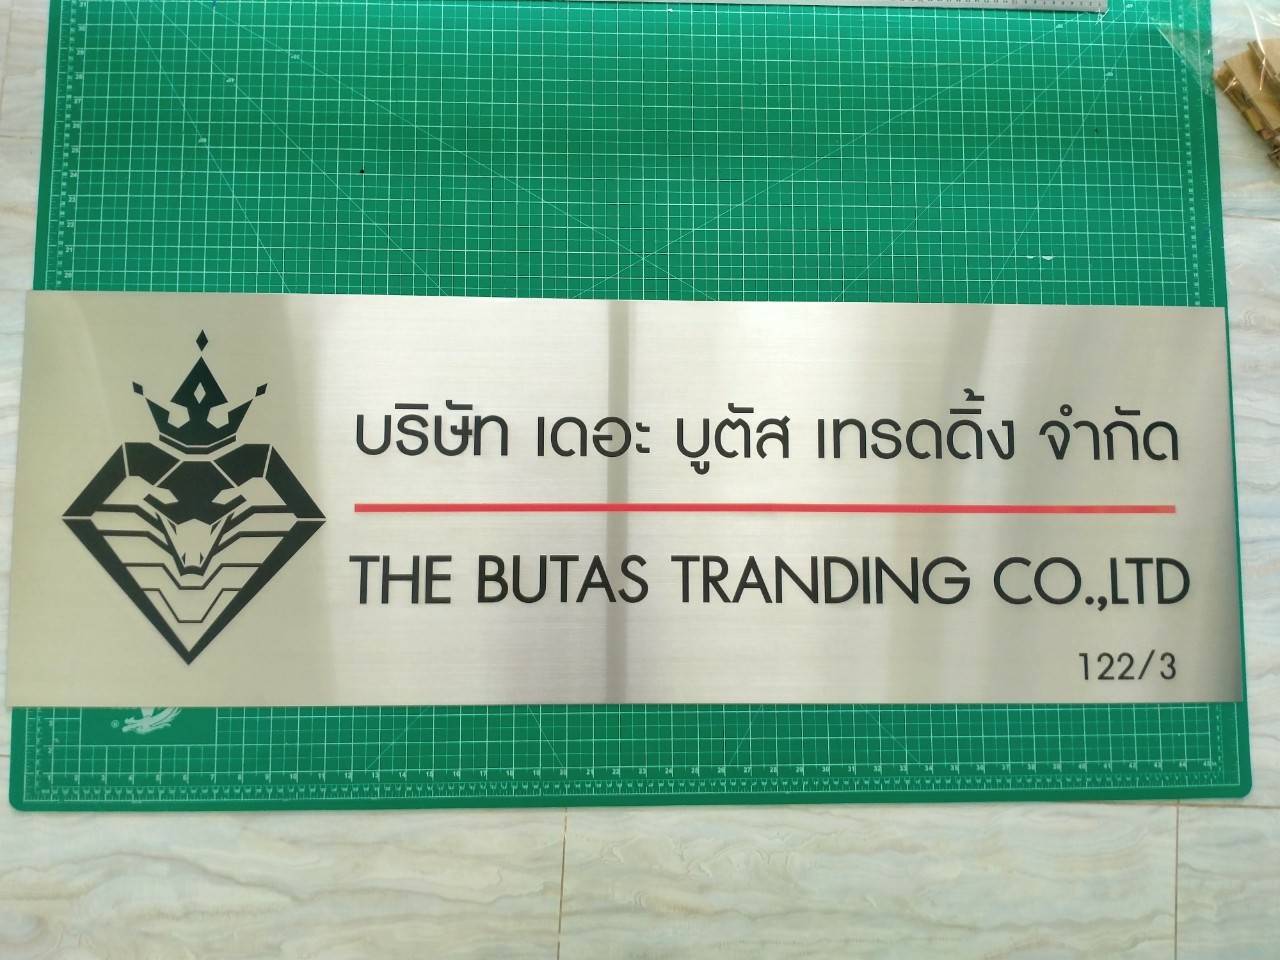 บริษัท เดอะ บูตัส เทรดดิ้ง จำกัด
THE BUTAS TRANDING CO.,LTD
122/3